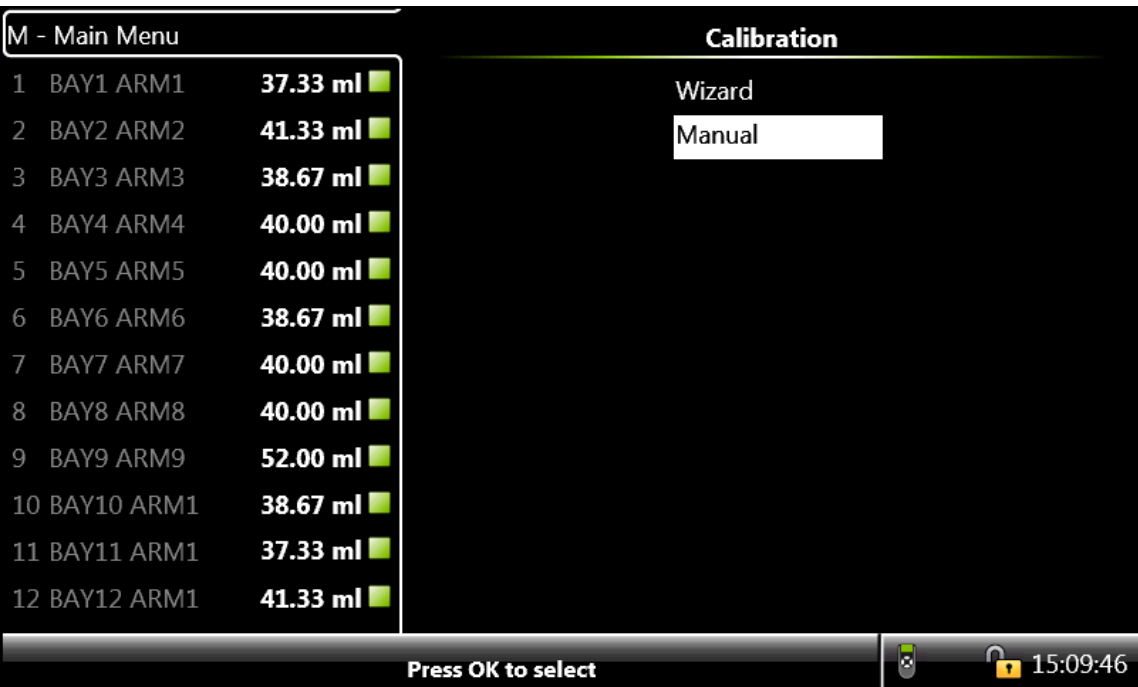 M - Main Menu
1 BAY1 ARM1 37.33 ml
2 BAY2 ARM2 41.33 ml
3 BAY3 ARM3 38.67 ml
4 BAY4 ARM4 40.00 ml
5 BAY5 ARM5 40.00 ml
6 BAY6 ARM6 38.67 ml
7 BAY7 ARM7 40.00 ml
8 BAY8 ARM8 40.00 ml
9 BAY9 ARM9 52.00 ml
10 BAY10 ARM1 38.67 ml
11 BAY11 ARM1 37.33 ml
12 BAY12 ARM1 41.33 ml
Calibration
Wizard
Manual
Press OK to select
15:09:46